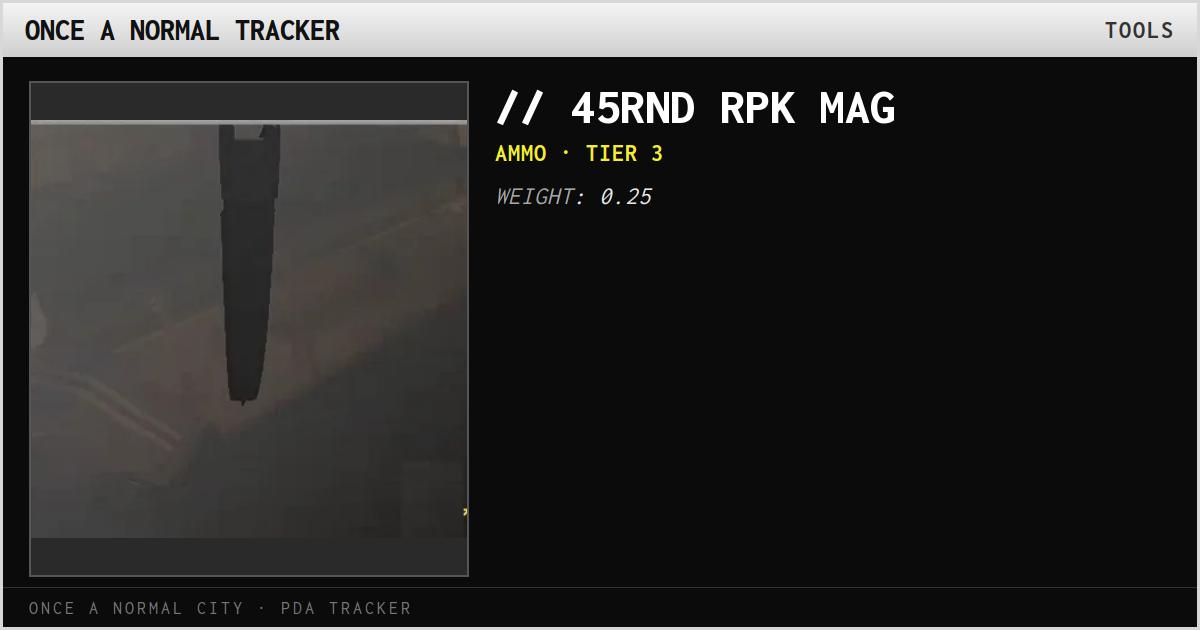 ONCE A NORMAL TRACKER
TOOLS
// 45RND RPK MAG
AMMO · TIER 3
WEIGHT: 0.25
ONCE A NORMAL CITY · PDA TRACKER